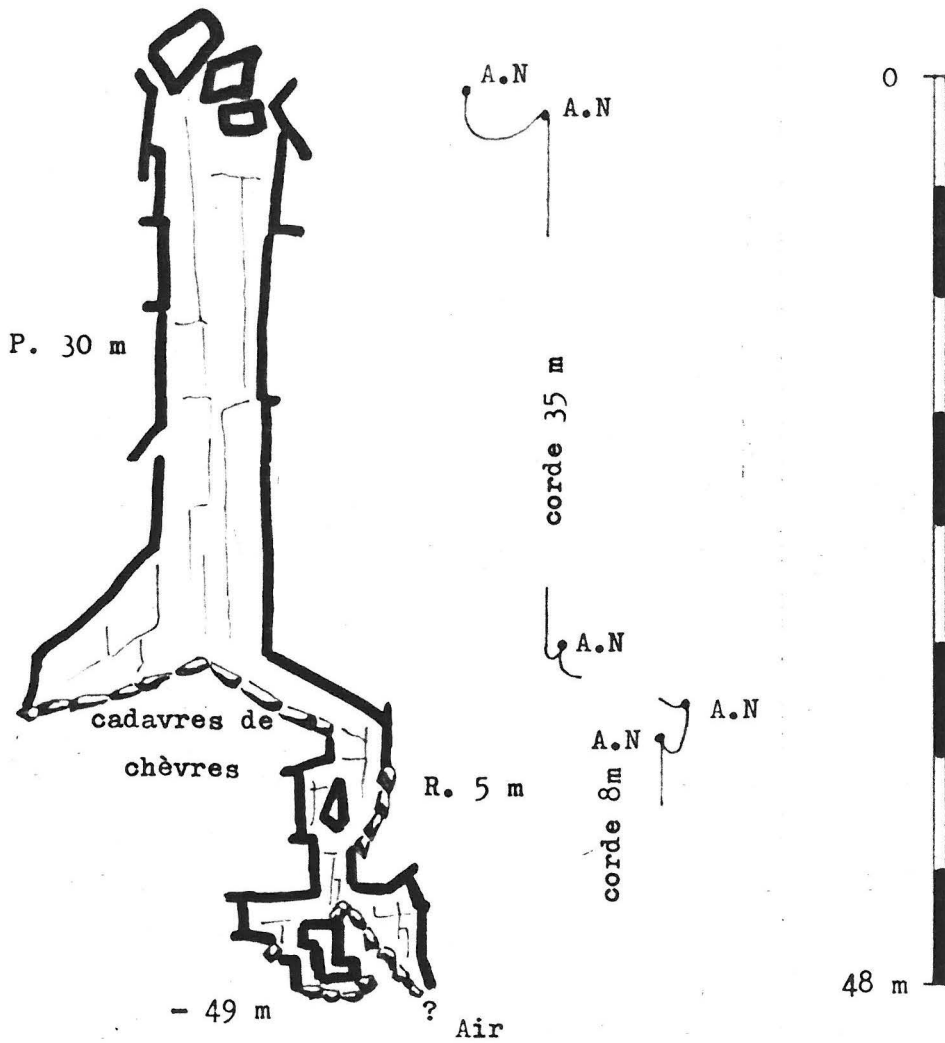 A.N
A.N
0
P. 30 m
corde 35 m
A.N
cadavres de
chèvres
A.N
A.N
R. 5 m
corde 8m
48 m
- 49 m
?
Air